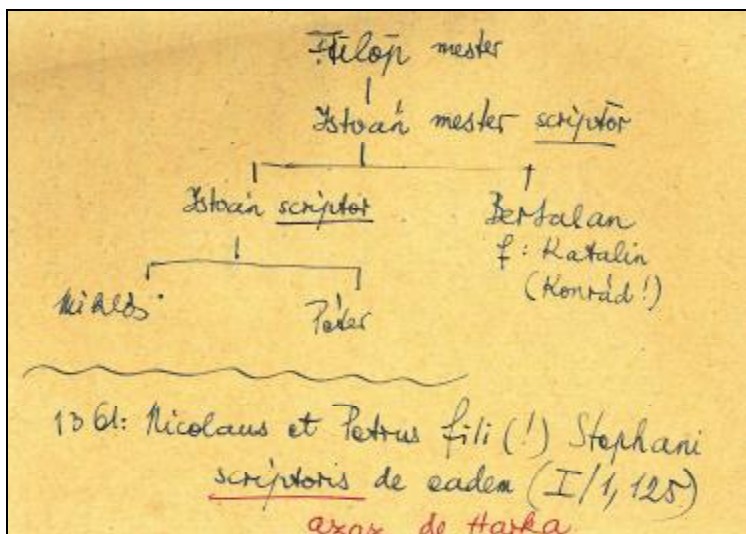 Fülöp mester
István mester scriptor
István scriptor
Bertalan
f: Katalin
(Konrád!)
Miklós
Péter
1361: Nicolaus et Petrus fili (!) Stephani
scriptoris de eadem (I/1, 125)
azaz de Harka